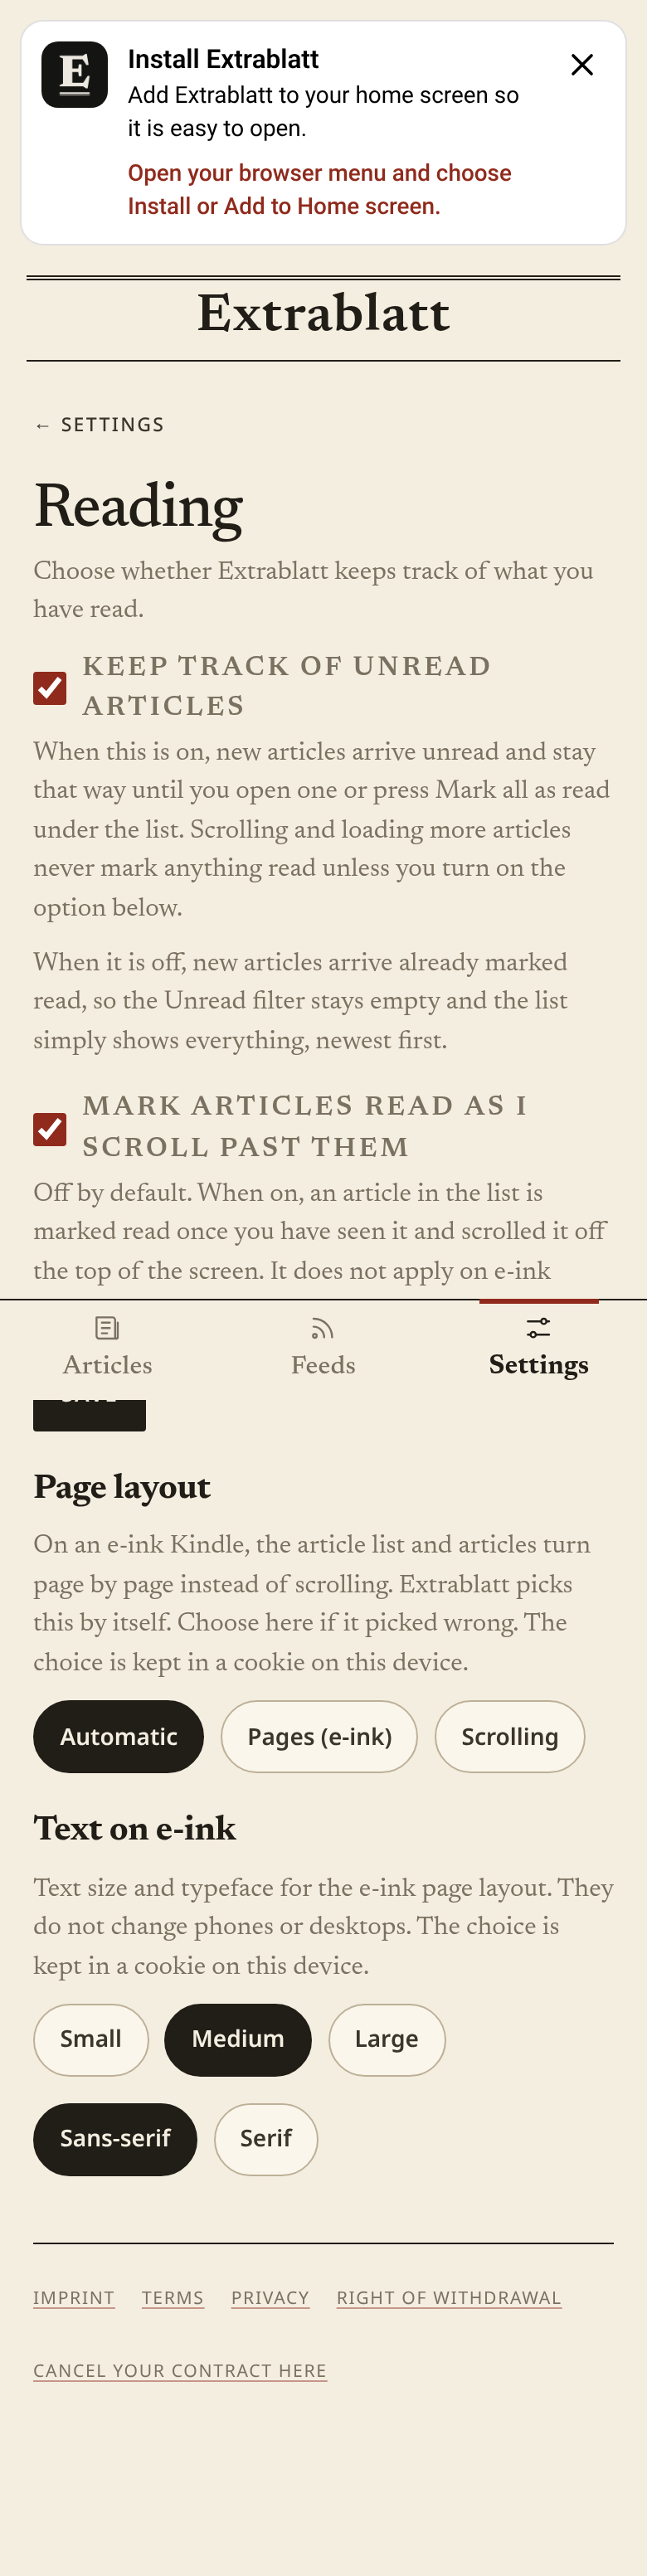 E
Install Extrablatt
Add Extrablatt to your home screen so
it is easy to open.
Open your browser menu and choose
Install or Add to Home screen.
Extrablatt
← SETTINGS
Reading
Choose whether Extrablatt keeps track of what you
have read.
KEEP TRACK OF UNREAD
ARTICLES
When this is on, new articles arrive unread and stay
that way until you open one or press Mark all as read
under the list. Scrolling and loading more articles
never mark anything read unless you turn on the
option below.
When it is off, new articles arrive already marked
read, so the Unread filter stays empty and the list
simply shows everything, newest first.
MARK ARTICLES READ AS I
SCROLL PAST THEM
Off by default. When on, an article in the list is
marked read once you have seen it and scrolled it off
the top of the screen. It does not apply on e-ink
Articles Feeds Settings
Page layout
On an e-ink Kindle, the article list and articles turn
page by page instead of scrolling. Extrablatt picks
this by itself. Choose here if it picked wrong. The
choice is kept in a cookie on this device.
Automatic Pages (e-ink) Scrolling
Text on e-ink
Text size and typeface for the e-ink page layout. They
do not change phones or desktops. The choice is
kept in a cookie on this device.
Small Medium Large
Sans-serif Serif
IMPRINT TERMS PRIVACY RIGHT OF WITHDRAWAL
CANCEL YOUR CONTRACT HERE